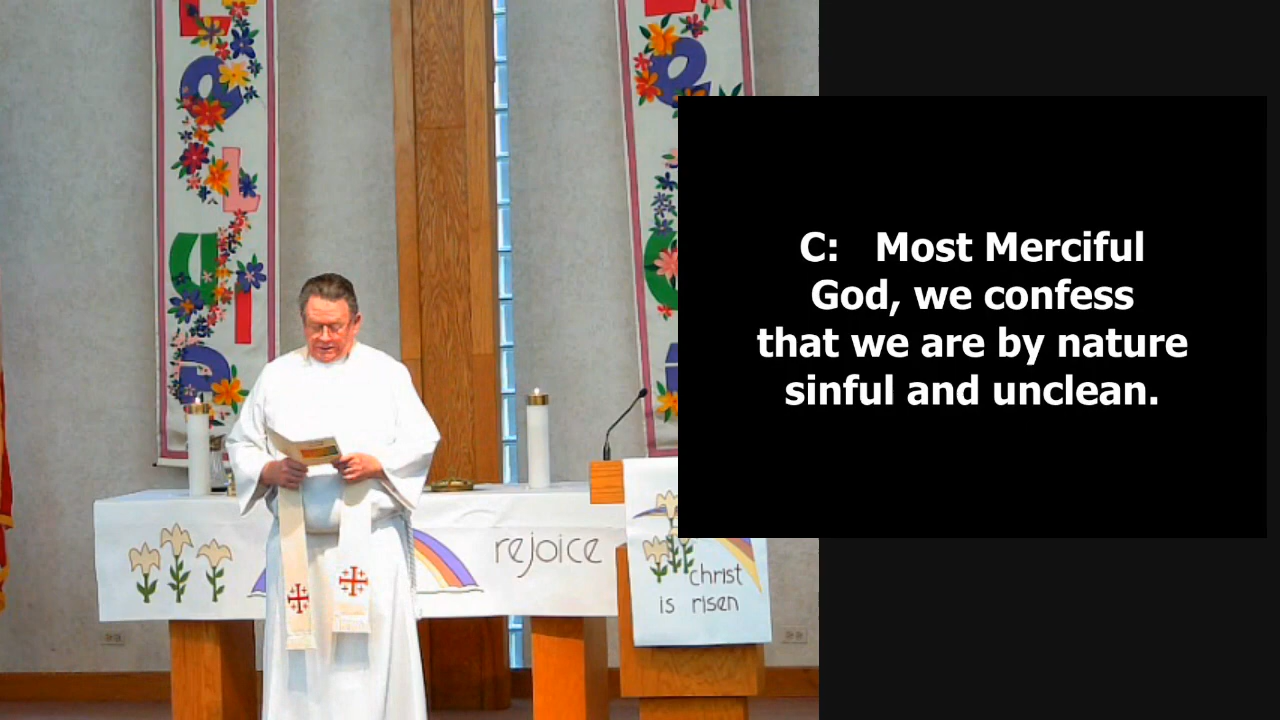 C: Most Merciful
God, we confess
that we are by nature
sinful and unclean.
rejoice
christ
is risen